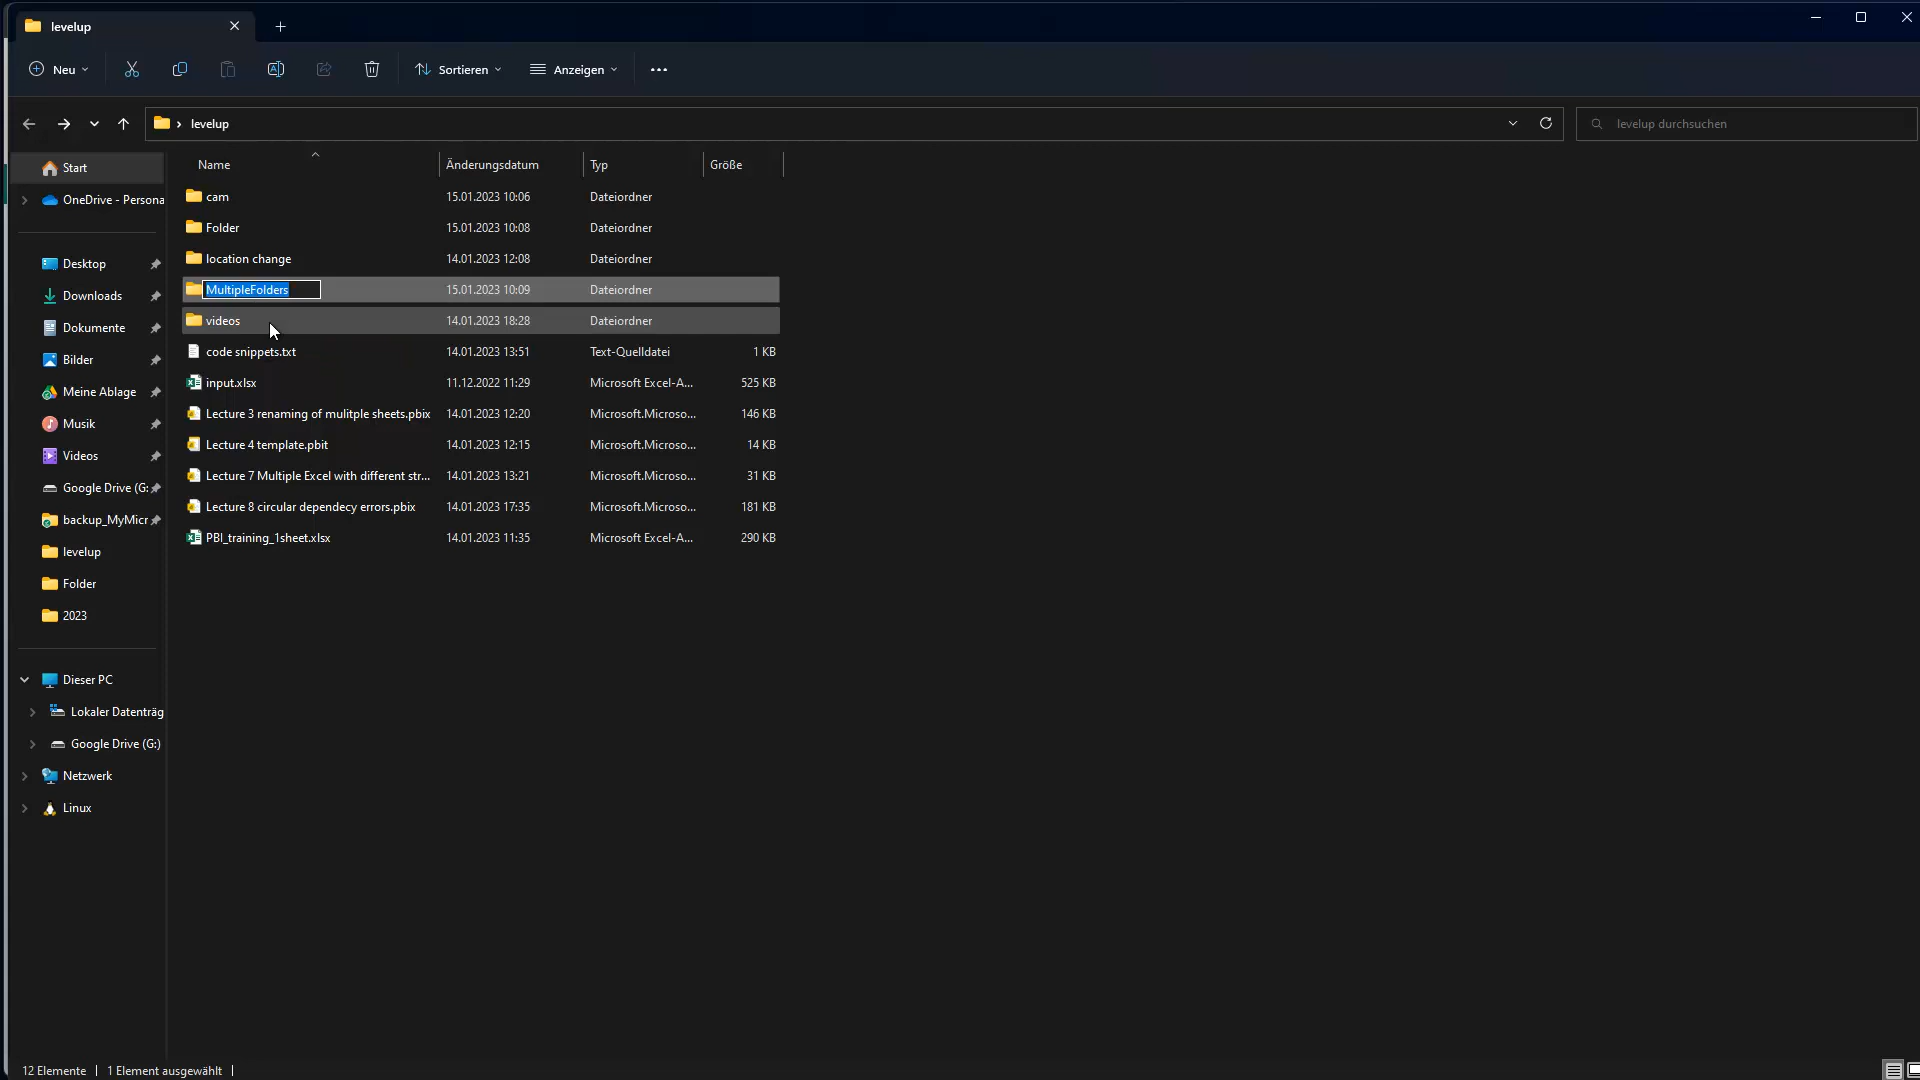 levelup
Neu
Sortieren
Anzeigen
levelup
levelup durchsuchen
Start
OneDrive - Persona
Desktop
Downloads
Dokumente
Bilder
Meine Ablage
Musik
Videos
Google Drive (G:
backup_MyMicr
levelup
Folder
2023
Dieser PC
Lokaler Datenträg
Google Drive (G:)
Netzwerk
Linux
Name Änderungsdatum Typ Größe
cam 15.01.2023 10:06 Dateiordner
Folder 15.01.2023 10:08 Dateiordner
location change 14.01.2023 12:08 Dateiordner
MultipleFolders 15.01.2023 10:09 Dateiordner
videos 14.01.2023 18:28 Dateiordner
code snippets.txt 14.01.2023 13:51 Text-Quelldatei 1 KB
input.xlsx 11.12.2022 11:29 Microsoft Excel-A... 525 KB
Lecture 3 renaming of mulitple sheets.pbix 14.01.2023 12:20 Microsoft.Microso... 146 KB
Lecture 4 template.pbit 14.01.2023 12:15 Microsoft.Microso... 14 KB
Lecture 7 Multiple Excel with different str... 14.01.2023 13:21 Microsoft.Microso... 31 KB
Lecture 8 circular dependecy errors.pbix 14.01.2023 17:35 Microsoft.Microso... 181 KB
PBI_training_1sheet.xlsx 14.01.2023 11:35 Microsoft Excel-A... 290 KB
12 Elemente 1 Element ausgewählt